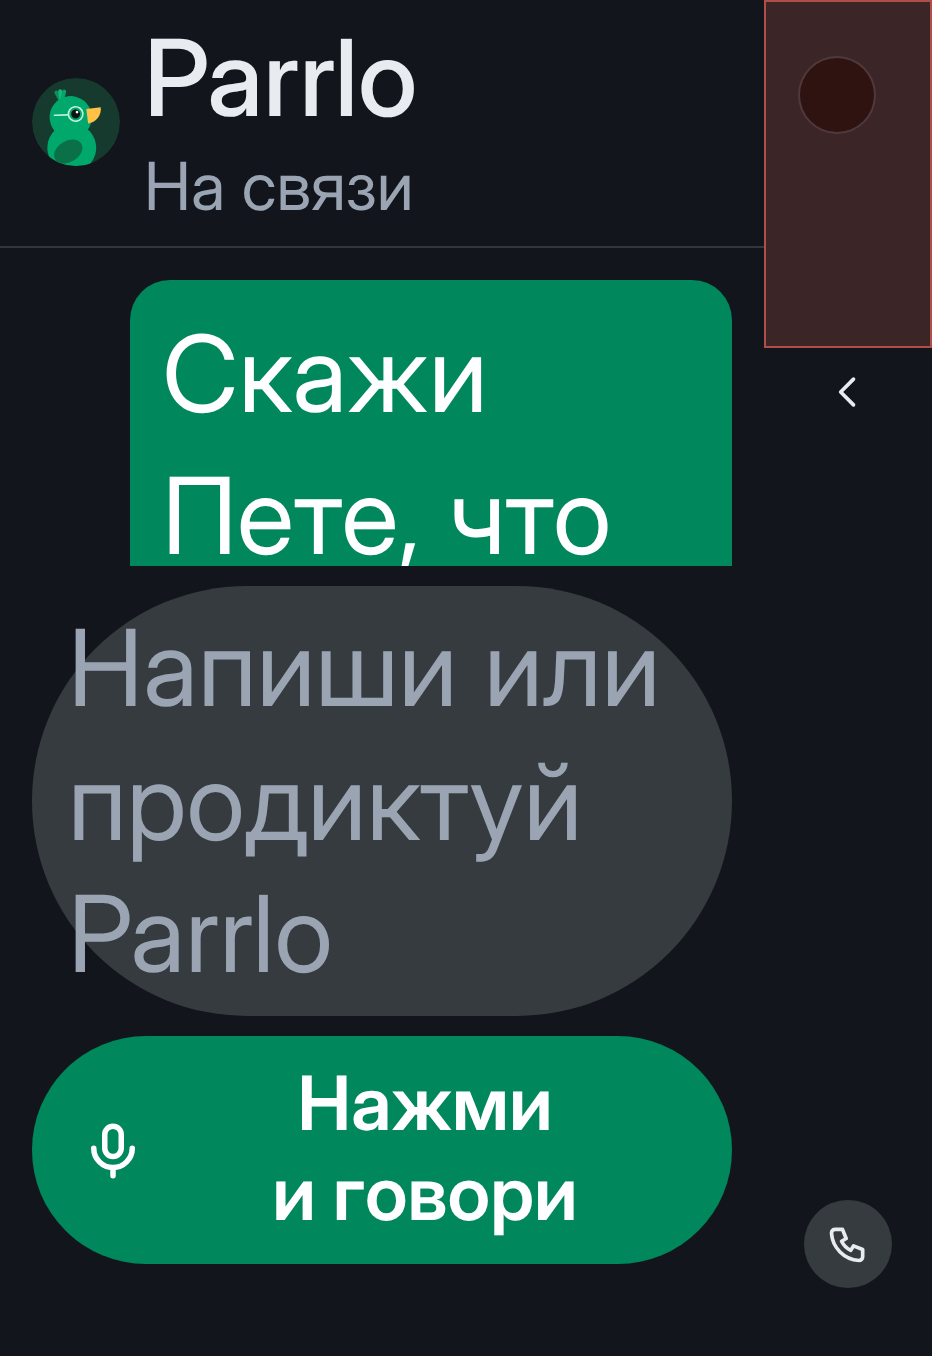 Parrlo
На связи
Скажи
Пете, что
Напиши или
продиктуй
Parrlo
Нажми
и говори